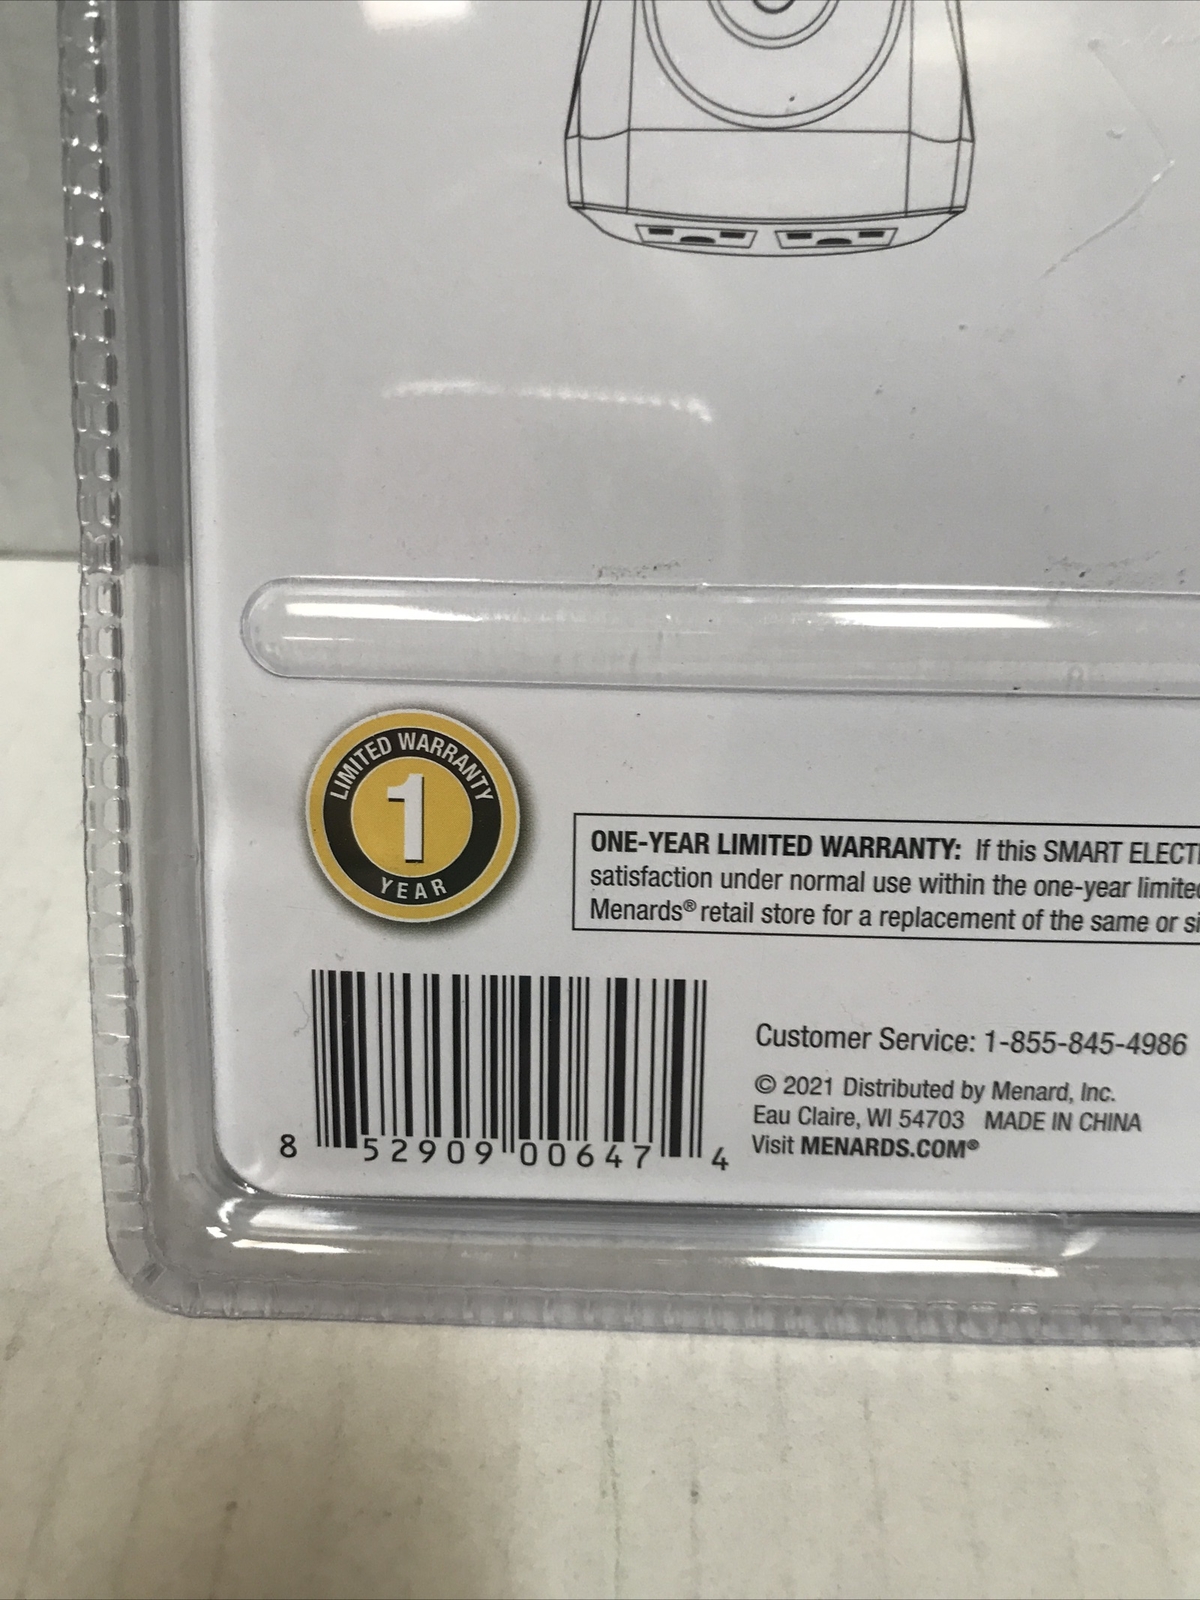 LIMITED WARRANTY
1
YEAR
ONE-YEAR LIMITED WARRANTY: If this SMART
satisfaction under normal use within the one-year
Menards® retail store for a replacement of the same or
Customer Service: 1-855-845-4986
© 2021 Distributed by Menard, Inc.
Eau Claire, WI 54703 MADE IN CHINA
Visit MENARDS.COM®
8 52909 00647 4